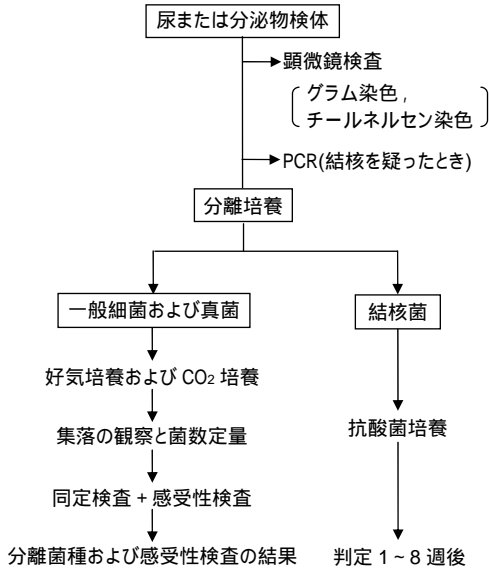 尿または分泌物検体
顕微鏡検査
グラム染色,
チールネルセン染色
PCR(結核を疑ったとき)
分離培養
一般細菌および真菌
結核菌
好気培養および CO₂ 培養
集落の観察と菌数定量
抗酸菌培養
同定検査 + 感受性検査
分離菌種および感受性検査の結果
判定 1 ~ 8 週後